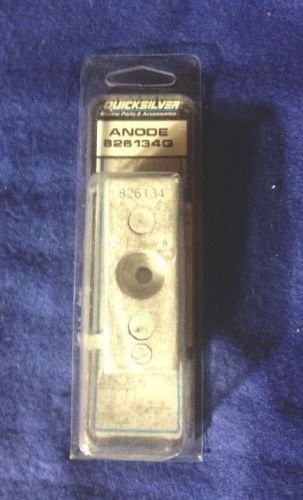 QUICKSILVER
Marine Parts & Accessories
ANODE
826134Q
826134